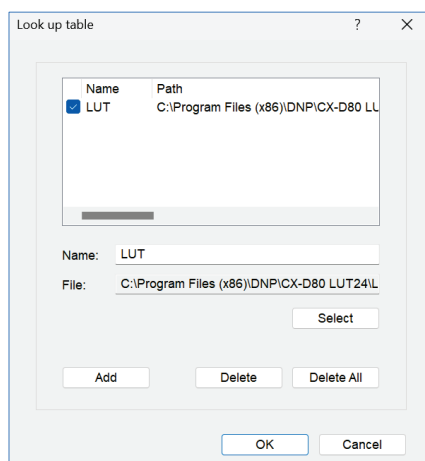 Look up table ? ×
Name Path
LUT C:\Program Files (x86)\DNP\CX-D80 LU
Name: LUT
File: C:\Program Files (x86)\DNP\CX-D80 LUT24\L
Select
Add Delete Delete All
OK Cancel